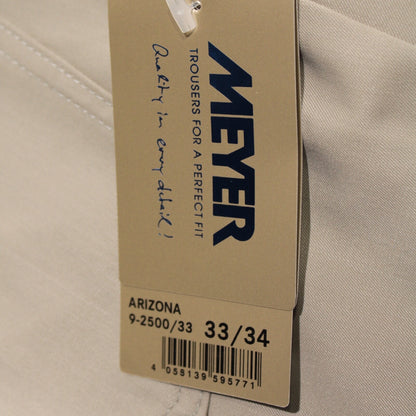 MEYER
TROUSERS FOR A PERFECT FIT
Quality in every detail!
ARIZONA
9-2500/33 33/34
4 058139 595771